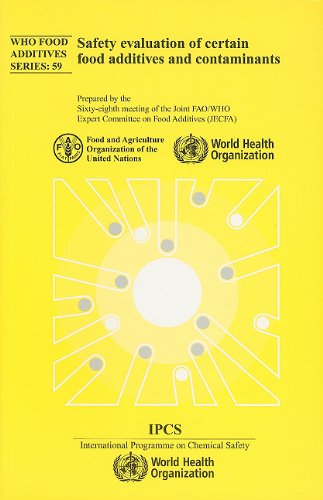 WHO FOOD
ADDITIVES
SERIES: 59
Safety evaluation of certain
food additives and contaminants
Prepared by the
Sixty-eighth meeting of the Joint FAO/WHO
Expert Committee on Food Additives (JECFA)
Food and Agriculture
Organization of the
United Nations
World Health
Organization
IPCS
International Programme on Chemical Safety
World Health
Organization